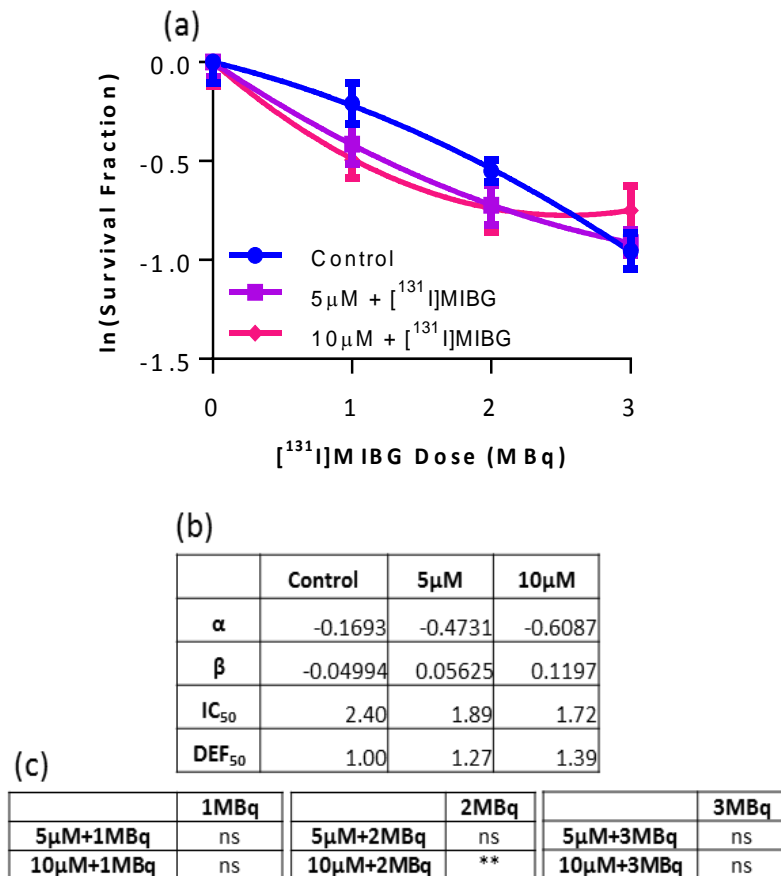 (a)
0.0
-0.5
-1.0
-1.5
ln(Survival Fraction)
Control
5µM + [¹³¹I]MIBG
10µM + [¹³¹I]MIBG
0 1 2 3
[¹³¹I]MIBG Dose (MBq)
(b)
Control 5µM 10µM
α -0.1693 -0.4731 -0.6087
β -0.04994 0.05625 0.1197
IC₅₀ 2.40 1.89 1.72
DEF₅₀ 1.00 1.27 1.39
(c)
1MBq 2MBq 3MBq
5µM+1MBq ns 5µM+2MBq ns 5µM+3MBq ns
10µM+1MBq ns 10µM+2MBq ** 10µM+3MBq ns